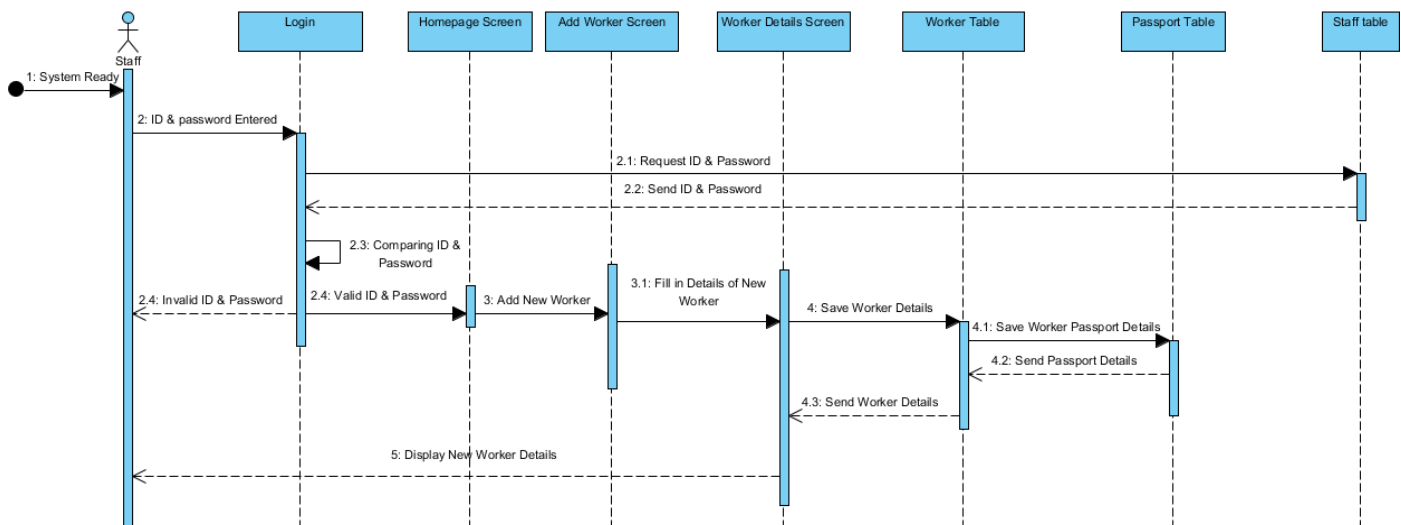 Login
Homepage Screen
Add Worker Screen
Worker Details Screen
Worker Table
Passport Table
Staff table
Staff
1: System Ready
2: ID & password Entered
2.1: Request ID & Password
2.2: Send ID & Password
2.3: Comparing ID &
Password
2.4: Invalid ID & Password
2.4: Valid ID & Password
3: Add New Worker
3.1: Fill in Details of New
Worker
4: Save Worker Details
4.1: Save Worker Passport Details
4.2: Send Passport Details
4.3: Send Worker Details
5: Display New Worker Details